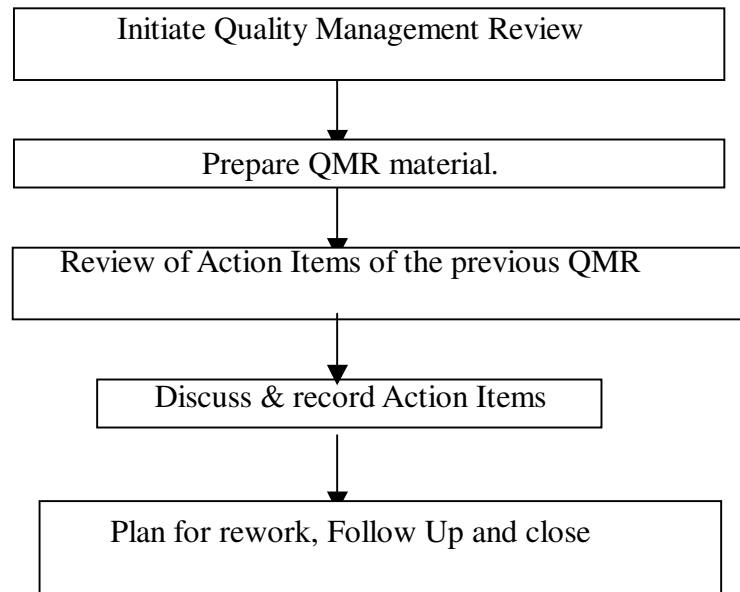 Initiate Quality Management Review
Prepare QMR material.
Review of Action Items of the previous QMR
Discuss & record Action Items
Plan for rework, Follow Up and close